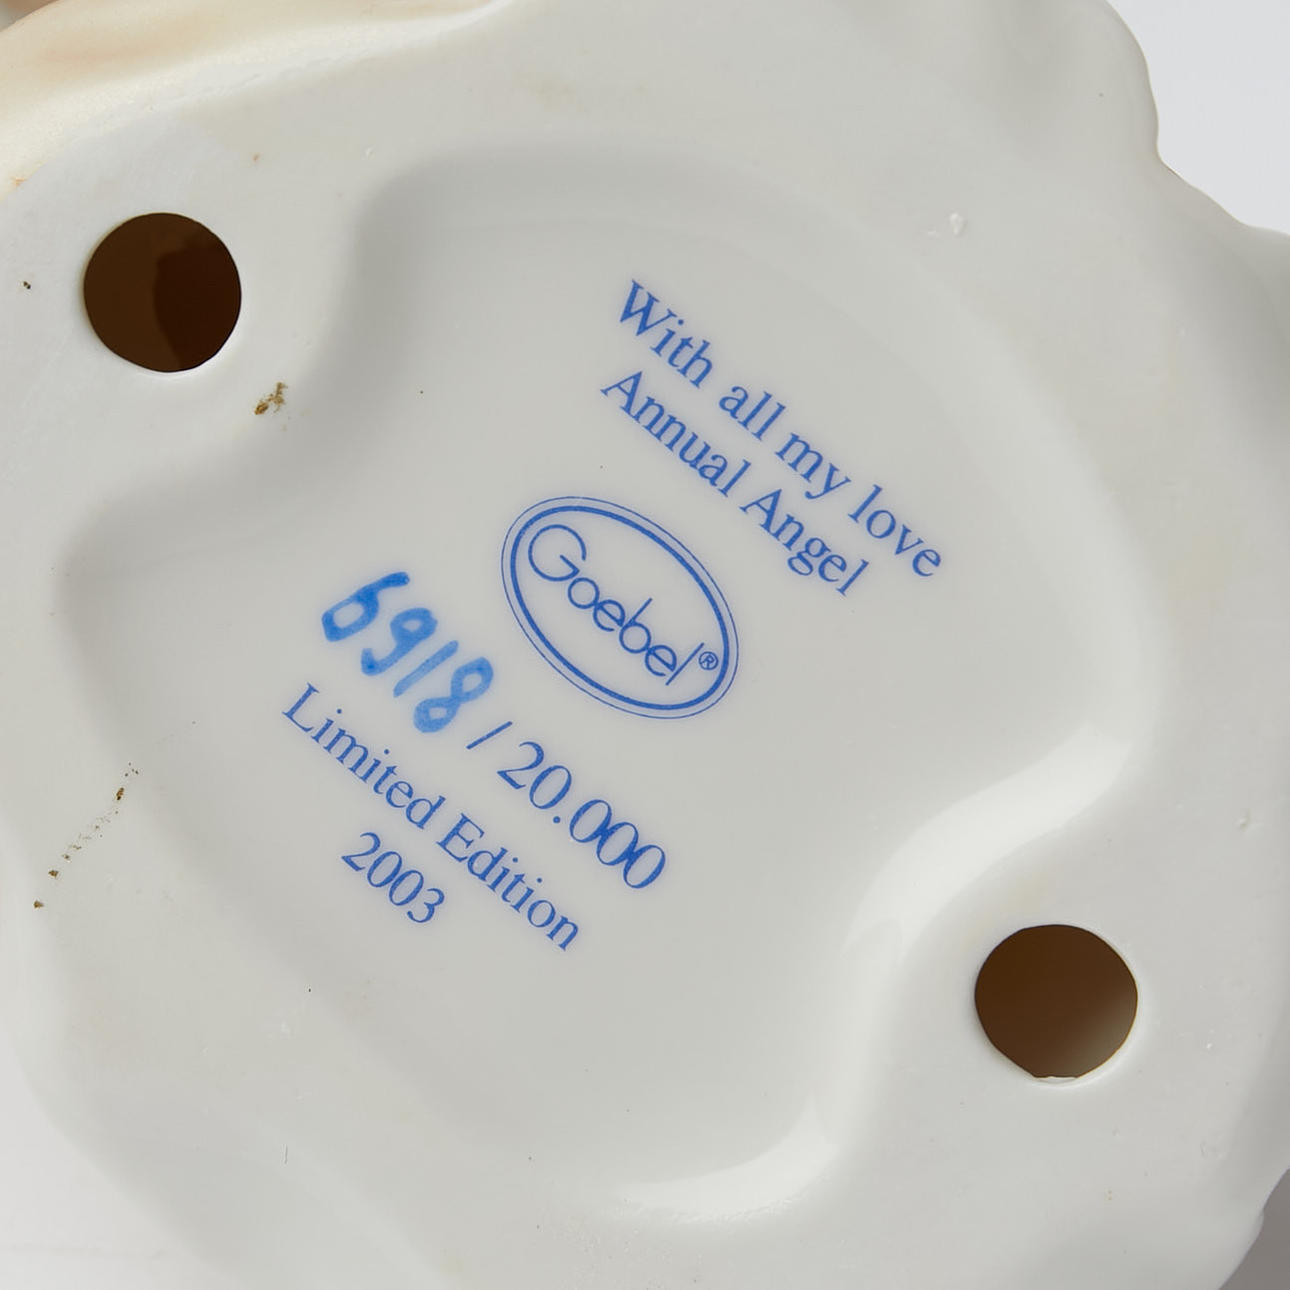 With all my love
Annual Angel
Goebel®
6918 / 20.000
Limited Edition
2003